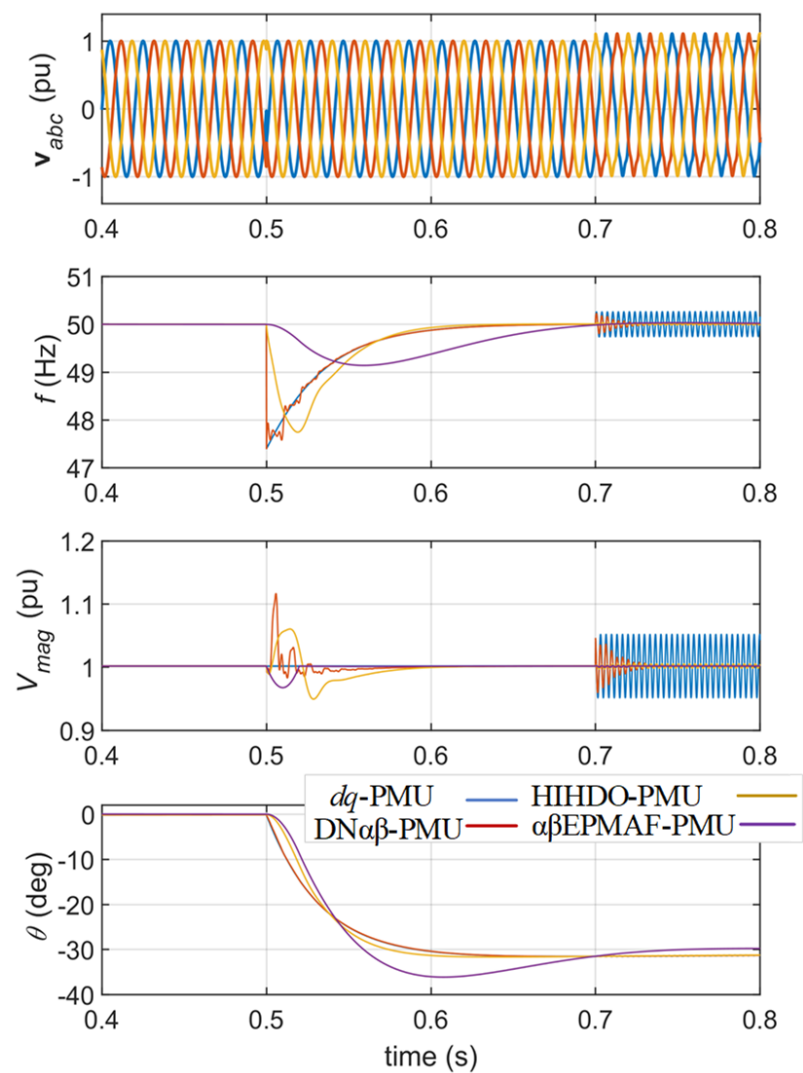 v_abc (pu)
1
0
-1
0.4 0.5 0.6 0.7 0.8
f (Hz)
51
50
49
48
47
0.4 0.5 0.6 0.7 0.8
V_mag (pu)
1.2
1.1
1
0.9
0.4 0.5 0.6 0.7 0.8
dq-PMU HIHDO-PMU
DNαβ-PMU αβEPMAF-PMU
θ (deg)
0
-10
-20
-30
-40
0.4 0.5 0.6 0.7 0.8
time (s)